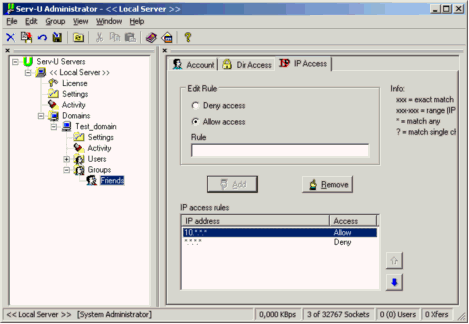 Serv-U Administrator - << Local Server >>
File Edit Group View Window Help
Serv-U Servers
<< Local Server >>
License
Settings
Activity
Domains
Test_domain
Settings
Activity
Users
Groups
Friends
Account Dir Access IP IP Access
Edit Rule
Deny access
Allow access
Rule
Info:
xxx = exact match
xxx-xxx = range (IP
* = match any
? = match single ch
Add Remove
IP access rules
IP address Access
10.*.*.* Allow
*.*.*.* Deny
<< Local Server >> [System Administrator] 0,000 KBps 3 of 32767 Sockets 0 (0) Users 0 Xfers